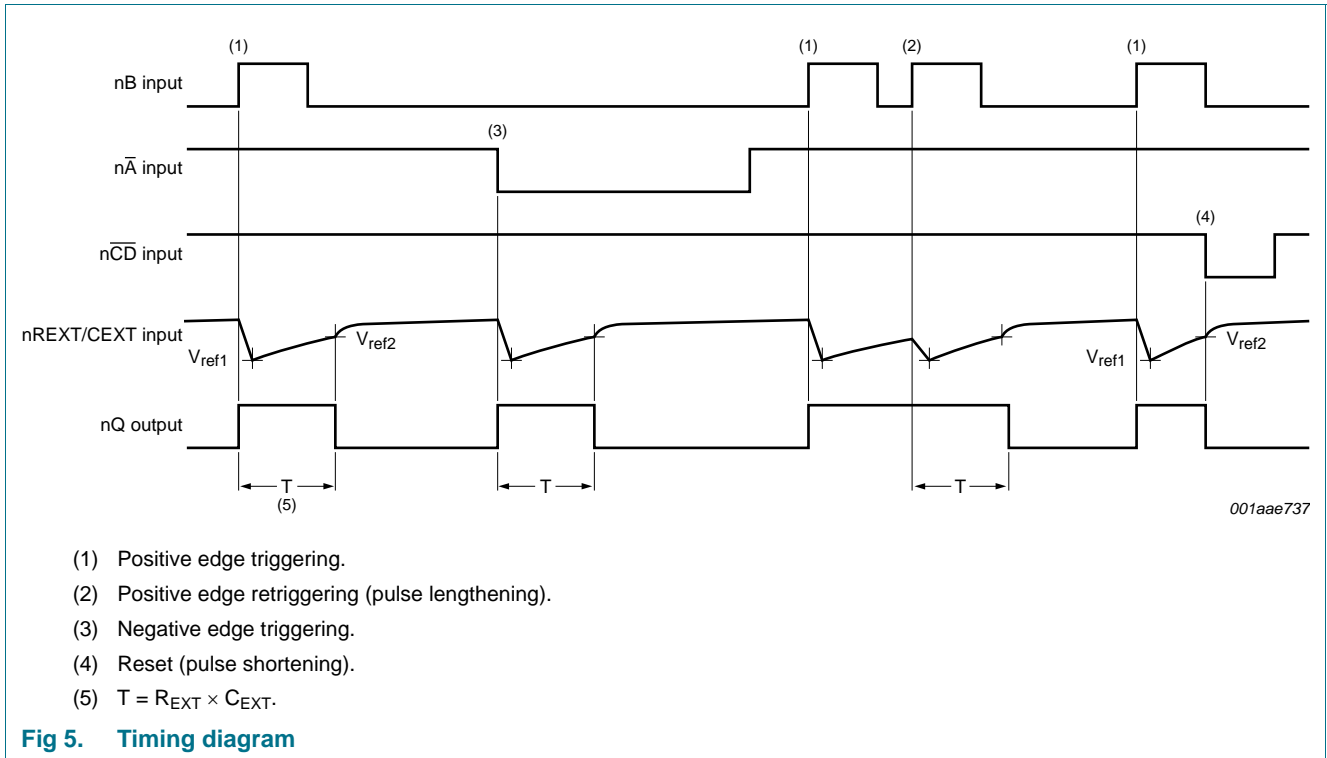 (1) (1) (2) (1)
nB input
(3)
nA̅ input
(4)
nC̅D̅ input
nREXT/CEXT input
Vref1 Vref2 Vref1 Vref2
nQ output
T T T
(5)
001aae737
(1) Positive edge triggering.
(2) Positive edge retriggering (pulse lengthening).
(3) Negative edge triggering.
(4) Reset (pulse shortening).
(5) T = REXT × CEXT.
Fig 5. Timing diagram